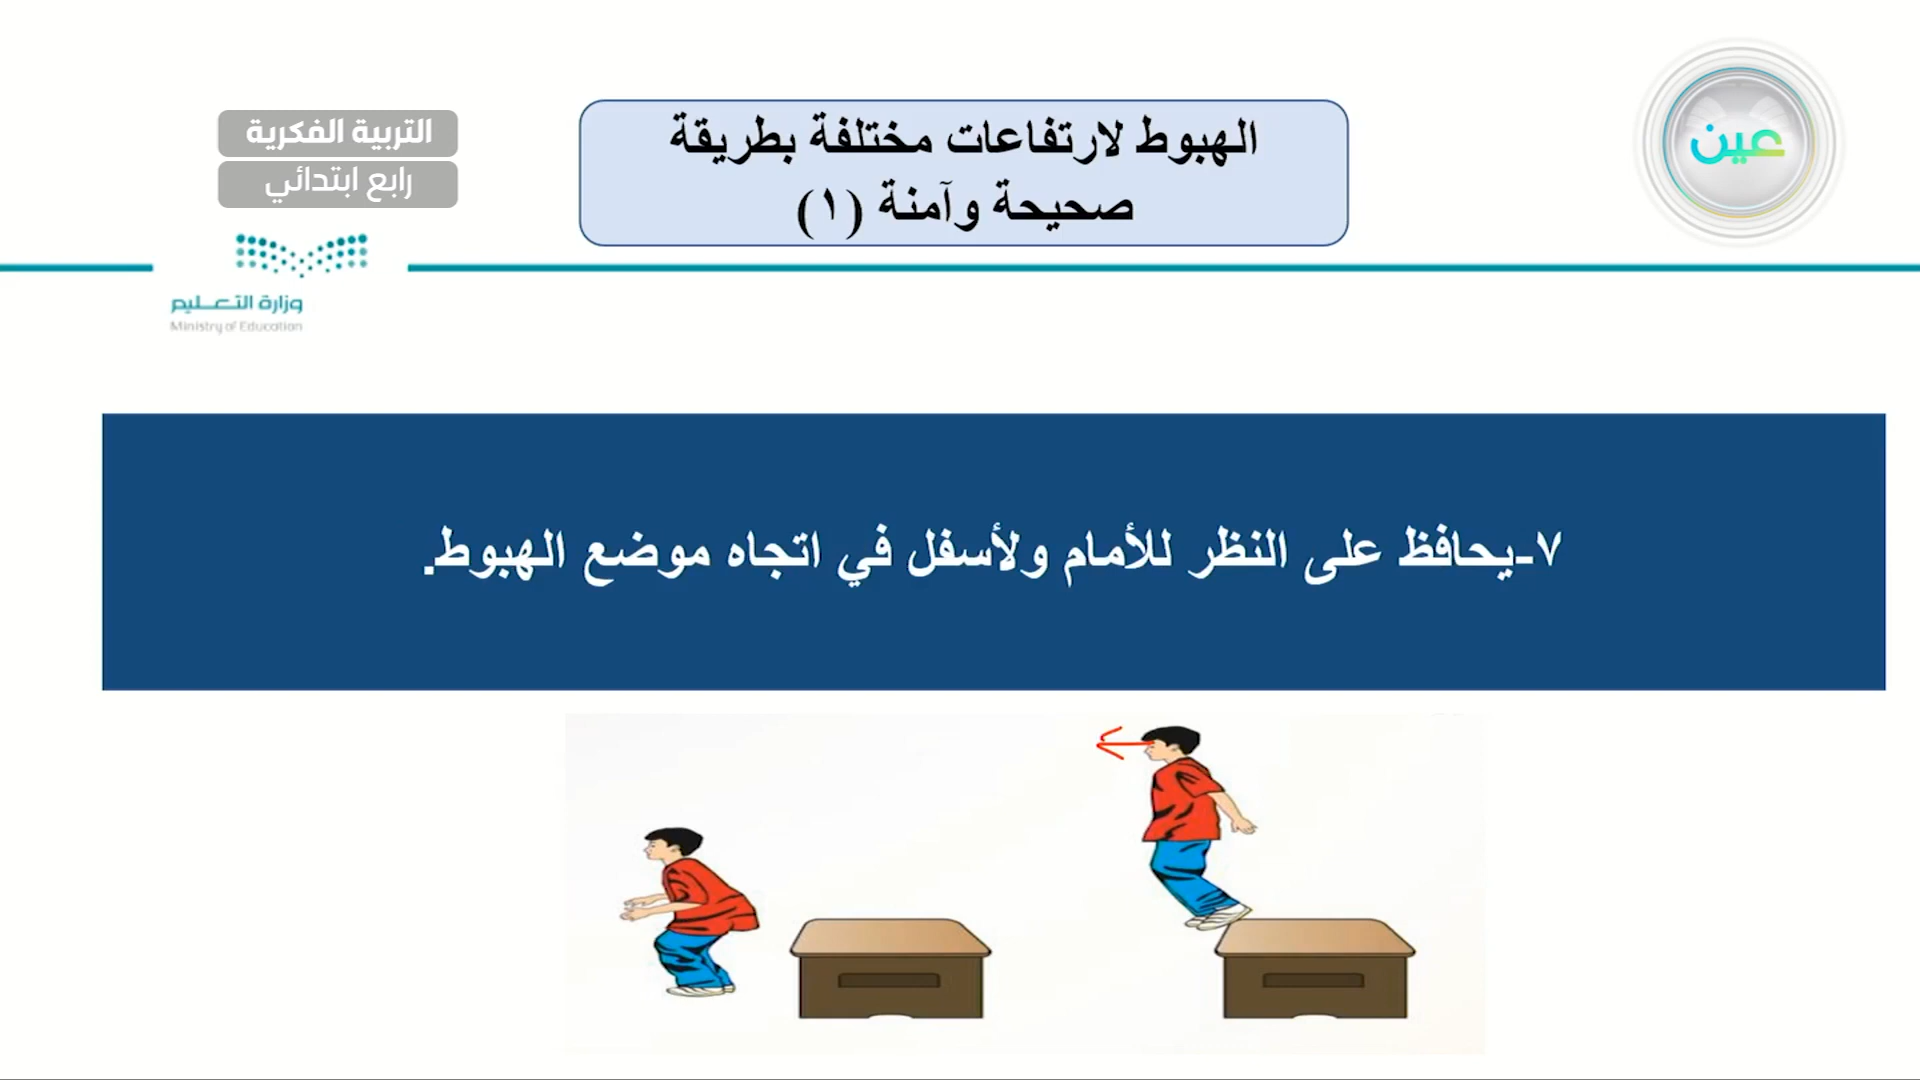 الهبوط لارتفاعات مختلفة بطريقة
صحيحة وآمنة (١)
عين
التربية الفكرية
رابع ابتدائي
وزارة التعـليم
Ministry of Education
٧-يحافظ على النظر للأمام ولأسفل في اتجاه موضع الهبوط.